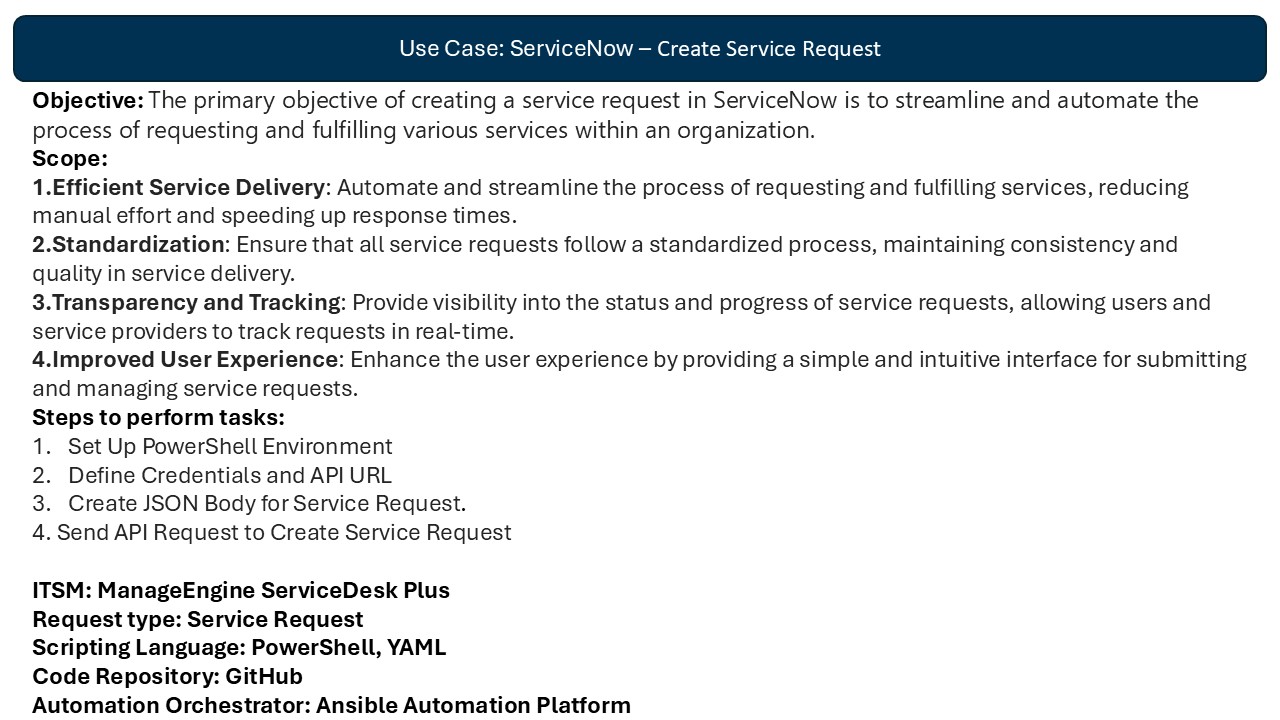 Use Case: ServiceNow – Create Service Request
Objective: The primary objective of creating a service request in ServiceNow is to streamline and automate the
process of requesting and fulfilling various services within an organization.
Scope:
1.Efficient Service Delivery: Automate and streamline the process of requesting and fulfilling services, reducing
manual effort and speeding up response times.
2.Standardization: Ensure that all service requests follow a standardized process, maintaining consistency and
quality in service delivery.
3.Transparency and Tracking: Provide visibility into the status and progress of service requests, allowing users and
service providers to track requests in real-time.
4.Improved User Experience: Enhance the user experience by providing a simple and intuitive interface for submitting
and managing service requests.
Steps to perform tasks:
1. Set Up PowerShell Environment
2. Define Credentials and API URL
3. Create JSON Body for Service Request.
4. Send API Request to Create Service Request
ITSM: ManageEngine ServiceDesk Plus
Request type: Service Request
Scripting Language: PowerShell, YAML
Code Repository: GitHub
Automation Orchestrator: Ansible Automation Platform